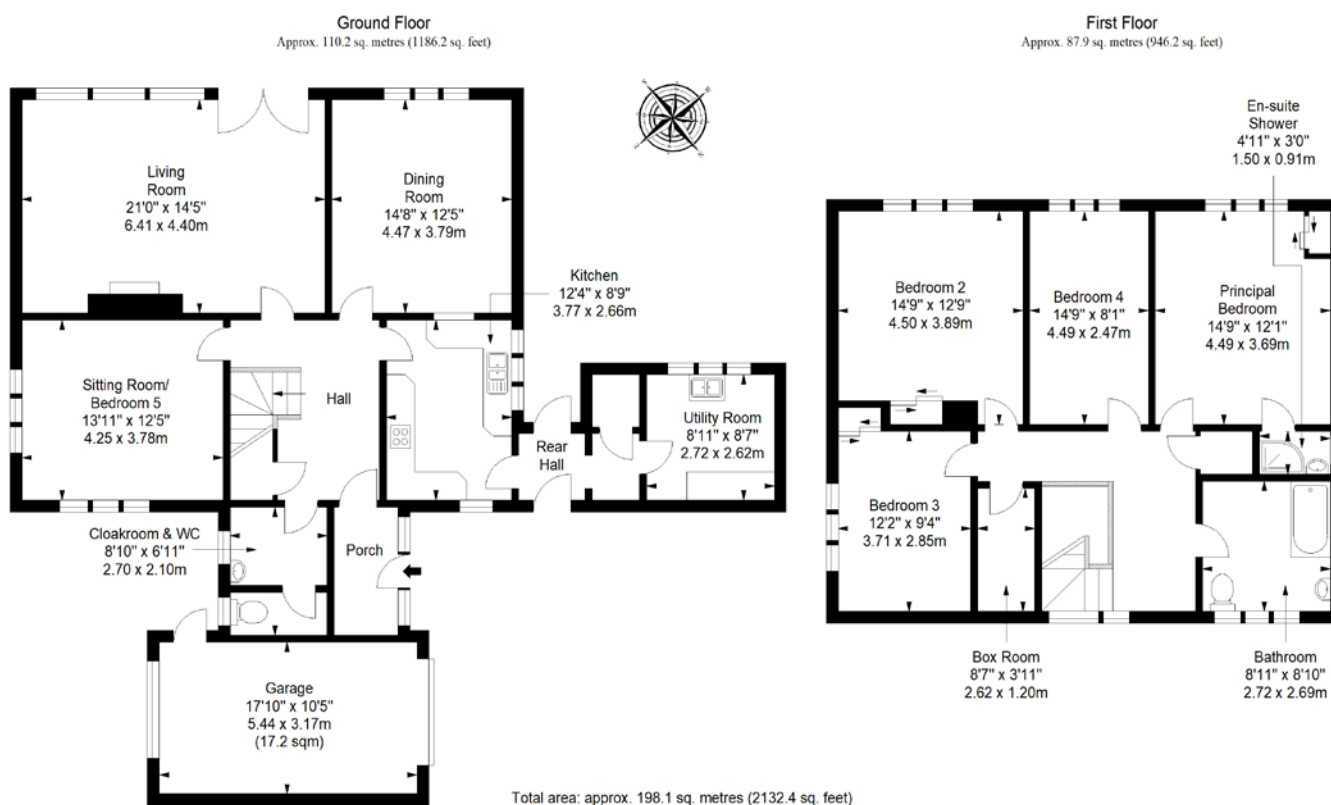 Ground Floor
Approx. 110.2 sq. metres (1186.2 sq. feet)
First Floor
Approx. 87.9 sq. metres (946.2 sq. feet)
En-suite
Shower
4'11" x 3'0"
1.50 x 0.91m
Living
Room
21'0" x 14'5"
6.41 x 4.40m
Dining
Room
14'8" x 12'5"
4.47 x 3.79m
Kitchen
12'4" x 8'9"
3.77 x 2.66m
Bedroom 2
14'9" x 12'9"
4.50 x 3.89m
Bedroom 4
14'9" x 8'1"
4.49 x 2.47m
Principal
Bedroom
14'9" x 12'1"
4.49 x 3.69m
Sitting Room/
Bedroom 5
13'11" x 12'5"
4.25 x 3.78m
Hall
Rear
Hall
Utility Room
8'11" x 8'7"
2.72 x 2.62m
Bedroom 3
12'2" x 9'4"
3.71 x 2.85m
Cloakroom & WC
8'10" x 6'11"
2.70 x 2.10m
Porch
Box Room
8'7" x 3'11"
2.62 x 1.20m
Bathroom
8'11" x 8'10"
2.72 x 2.69m
Garage
17'10" x 10'5"
5.44 x 3.17m
(17.2 sqm)
Total area: approx. 198.1 sq. metres (2132.4 sq. feet)